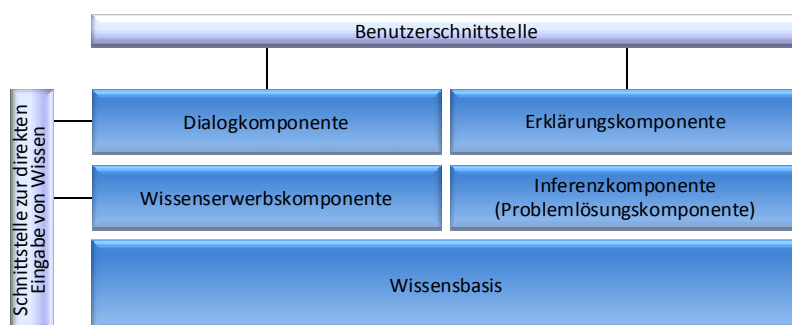 Benutzerschnittstelle
Schnittstelle zur direkten
Eingabe von Wissen
Dialogkomponente
Erklärungskomponente
Wissenserwerbskomponente
Inferenzkomponente
(Problemlösungskomponente)
Wissensbasis